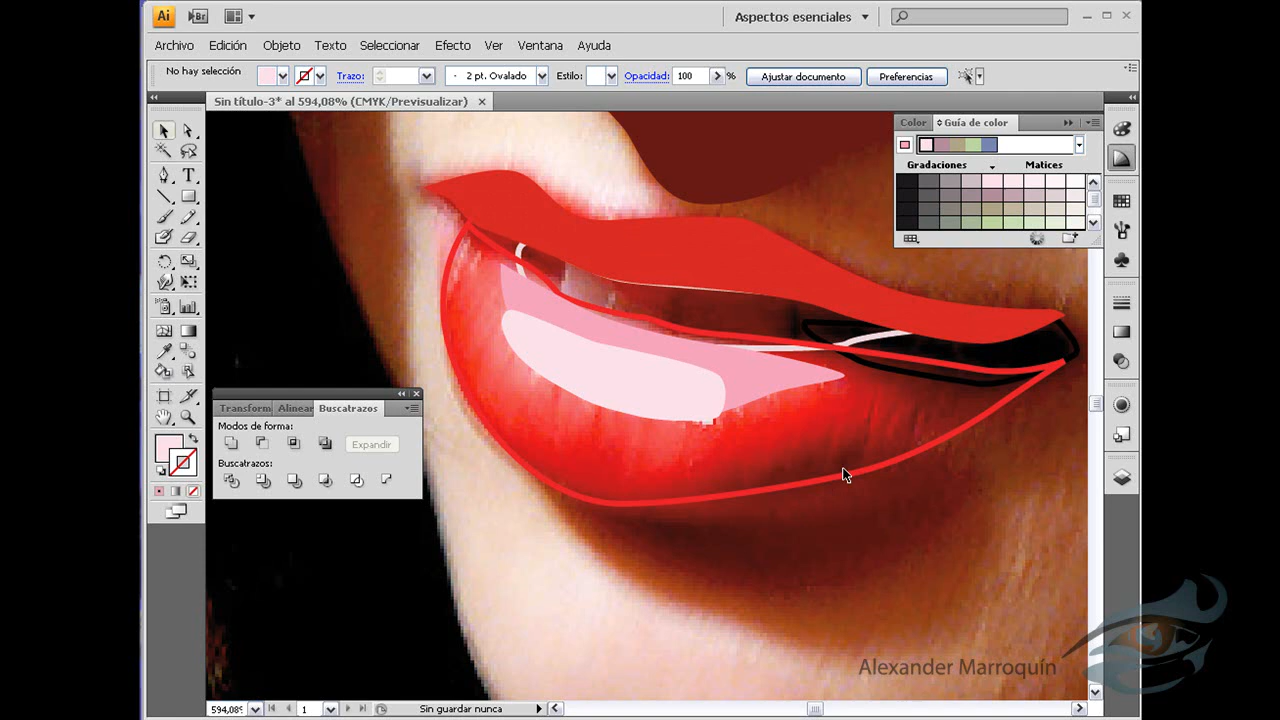 Ai Br Aspectos esenciales
Archivo Edición Objeto Texto Seleccionar Efecto Ver Ventana Ayuda
No hay selección Trazo: 2 pt. Ovalado Estilo: Opacidad: 100 % Ajustar documento Preferencias
Sin título-3* al 594,08% (CMYK/Previsualizar)
Color Guía de color
Gradaciones Matices
Transform Alinear Buscatrazos
Modos de forma:
Expandir
Buscatrazos:
Alexander Marroquín
594,08% 1 Sin guardar nunca